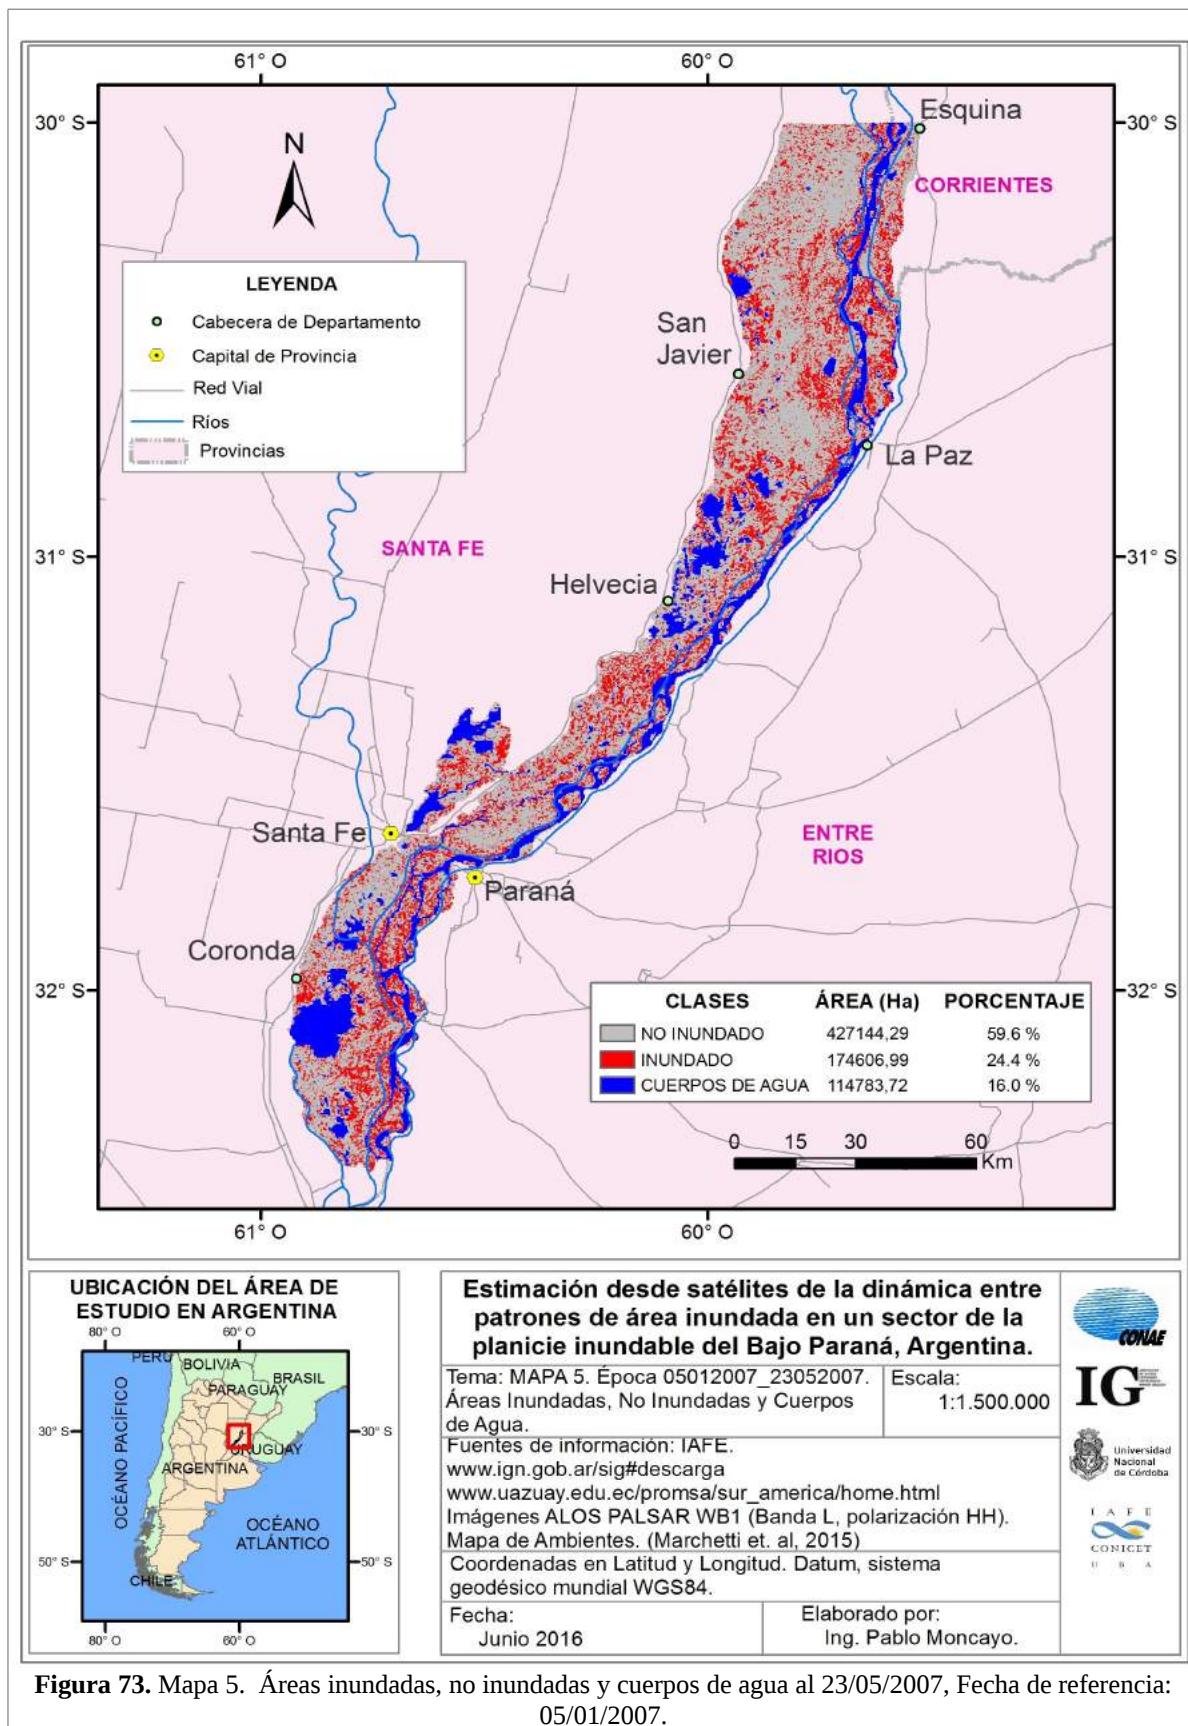 61° O
60° O
30° S
30° S
Esquina
N
CORRIENTES
LEYENDA
Cabecera de Departamento
Capital de Provincia
Red Vial
Ríos
Provincias
San
Javier
La Paz
SANTA FE
31° S
31° S
Helvecia
Santa Fe
ENTRE
RIOS
Paraná
Coronda
32° S
32° S
CLASES ÁREA (Ha) PORCENTAJE
NO INUNDADO 427144,29 59.6 %
INUNDADO 174606,99 24.4 %
CUERPOS DE AGUA 114783,72 16.0 %
0 15 30 60
Km
61° O
60° O
UBICACIÓN DEL ÁREA DE
ESTUDIO EN ARGENTINA
80° O 60° O
PERÚ
BOLIVIA
BRASIL
PARAGUAY
30° S
30° S
URUGUAY
ARGENTINA
OCÉANO PACÍFICO
OCÉANO
ATLÁNTICO
50° S
50° S
CHILE
80° O 60° O
Estimación desde satélites de la dinámica entre
patrones de área inundada en un sector de la
planicie inundable del Bajo Paraná, Argentina.
Tema: MAPA 5. Época 05012007_23052007.
Áreas Inundadas, No Inundadas y Cuerpos
de Agua.
Escala:
1:1.500.000
Fuentes de información: IAFE.
www.ign.gob.ar/sig#descarga
www.uazuay.edu.ec/promsa/sur_america/home.html
Imágenes ALOS PALSAR WB1 (Banda L, polarización HH).
Mapa de Ambientes. (Marchetti et. al, 2015)
Coordenadas en Latitud y Longitud. Datum, sistema
geodésico mundial WGS84.
Fecha:
Junio 2016
Elaborado por:
Ing. Pablo Moncayo.
CONAE
IG
Universidad
Nacional
de Córdoba
I A F E
CONICET
U B A
Figura 73. Mapa 5. Áreas inundadas, no inundadas y cuerpos de agua al 23/05/2007, Fecha de referencia:
05/01/2007.